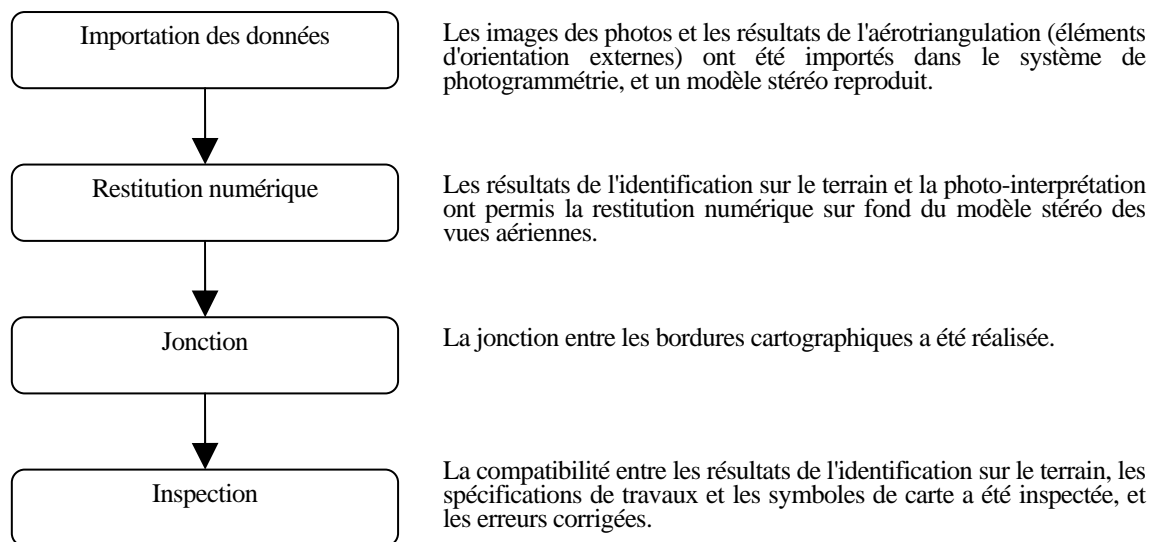 Importation des données
Les images des photos et les résultats de l'aérotriangulation (éléments
d'orientation externes) ont été importés dans le système de
photogrammétrie, et un modèle stéréo reproduit.
Restitution numérique
Les résultats de l'identification sur le terrain et la photo-interprétation
ont permis la restitution numérique sur fond du modèle stéréo des
vues aériennes.
Jonction
La jonction entre les bordures cartographiques a été réalisée.
Inspection
La compatibilité entre les résultats de l'identification sur le terrain, les
spécifications de travaux et les symboles de carte a été inspectée, et
les erreurs corrigées.